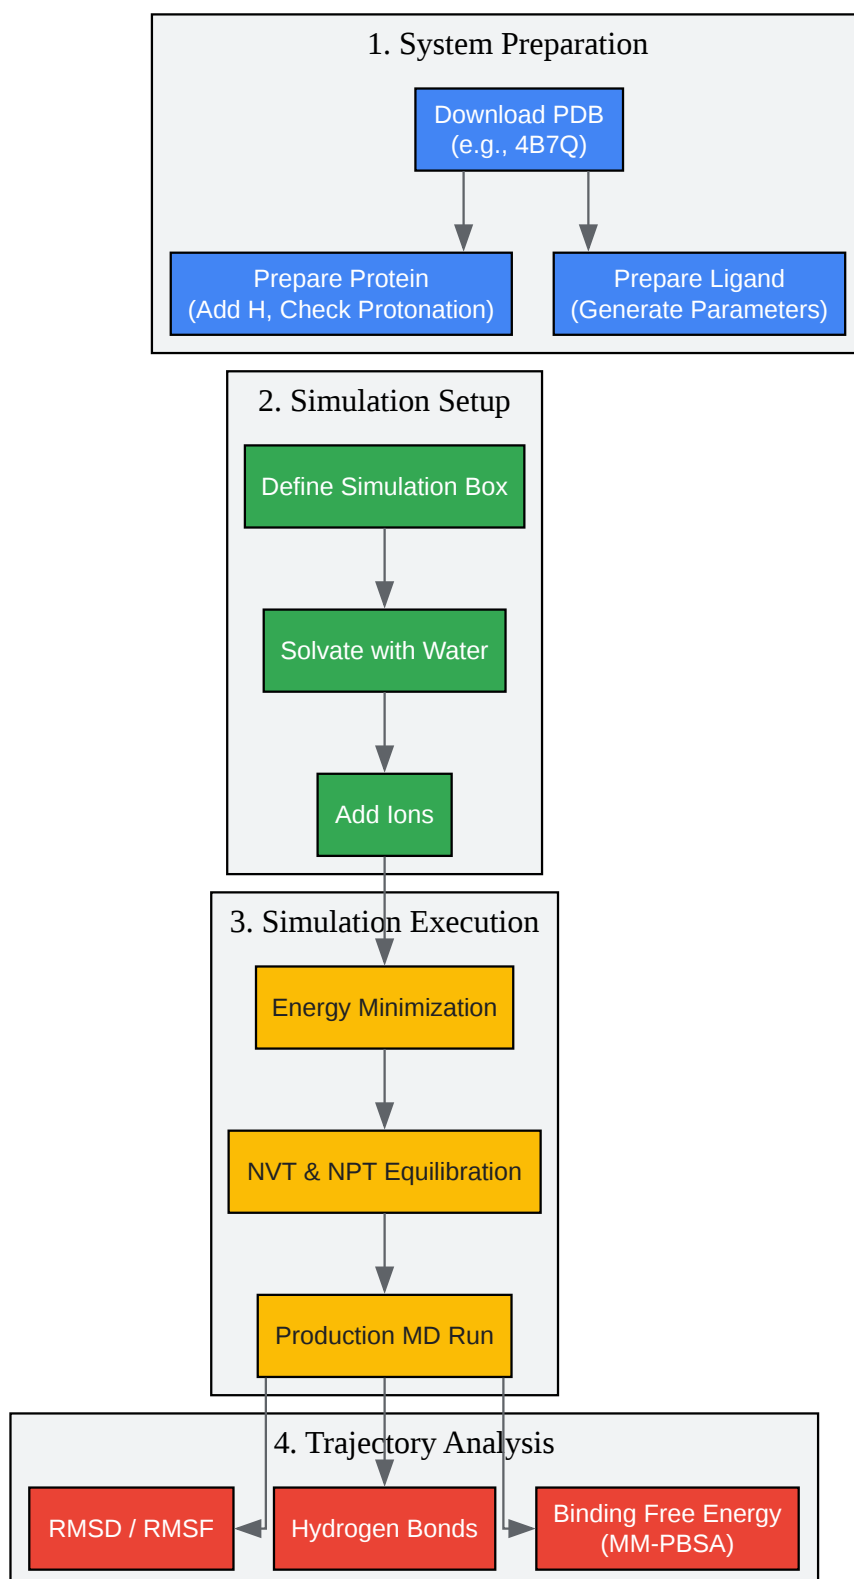 1. System Preparation
Download PDB
(e.g., 4B7Q)
Prepare Protein
(Add H, Check Protonation)
Prepare Ligand
(Generate Parameters)
2. Simulation Setup
Define Simulation Box
Solvate with Water
Add Ions
3. Simulation Execution
Energy Minimization
NVT & NPT Equilibration
Production MD Run
4. Trajectory Analysis
RMSD / RMSF
Hydrogen Bonds
Binding Free Energy
(MM-PBSA)